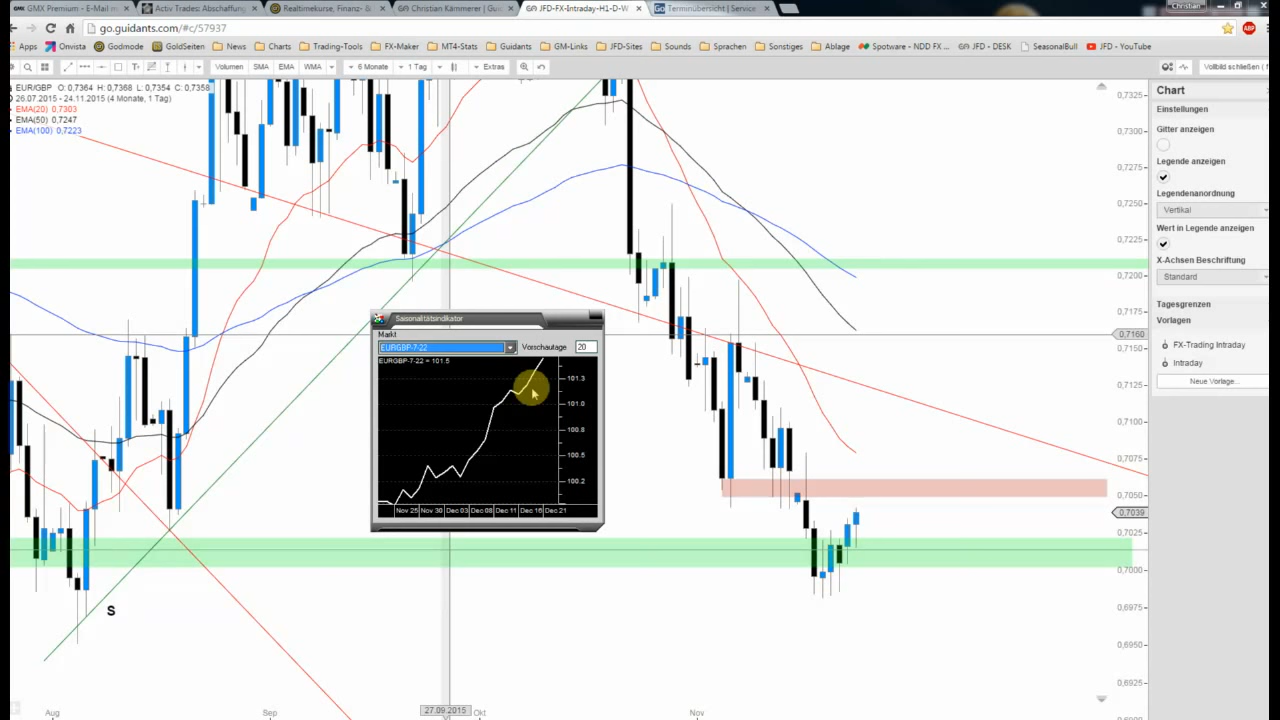 GMX Premium - E-Mail m
Activ Trades: Abschaffung
Realtimekurse, Finanz- &
Christian Kämmerer | Gu
JFD-FX-Intraday-H1-D-W
Terminübersicht | Service
Christian
go.guidants.com/#c/57937
ABP
Apps
Onvista
Godmode
GoldSeiten
News
Charts
Trading-Tools
FX-Maker
MT4-Stats
Guidants
GM-Links
JFD-Sites
Sounds
Sprachen
Sonstiges
Ablage
Spotware - NDD FX ...
JFD - DESK
SeasonalBull
JFD - YouTube
Volumen
SMA
EMA
WMA
6 Monate
1 Tag
Extras
Vollbild schließen (
EUR/GBP O: 0,7364 H: 0,7368 L: 0,7354 C: 0,7358
26.07.2015 - 24.11.2015 (4 Monate, 1 Tag)
EMA(20) 0,7303
EMA(50) 0,7247
EMA(100) 0,7223
0,7325
0,7300
0,7275
0,7250
0,7225
0,7200
0,7175
0,7160
0,7150
0,7125
0,7100
0,7075
0,7050
0,7039
0,7025
0,7000
0,6975
0,6950
0,6925
Chart
Einstellungen
Gitter anzeigen
Legende anzeigen
Legendenanordnung
Vertikal
Wert in Legende anzeigen
X-Achsen Beschriftung
Standard
Tagesgrenzen
Vorlagen
FX-Trading Intraday
Intraday
Neue Vorlage...
Saisonalitätsindikator
Markt
EURGBP-7-22
Vorschautage
20
EURGBP-7-22 = 101.5
101.3
101.0
100.8
100.5
100.2
Nov 25
Nov 30
Dec 03
Dec 08
Dec 11
Dec 16
Dec 21
S
Aug
Sep
27.09.2015
Okt
Nov